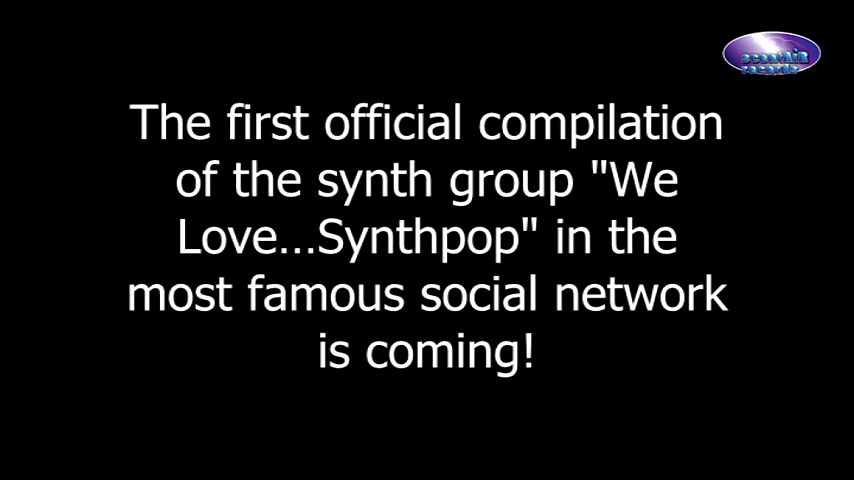 records
The first official compilation
of the synth group "We
Love...Synthpop" in the
most famous social network
is coming!